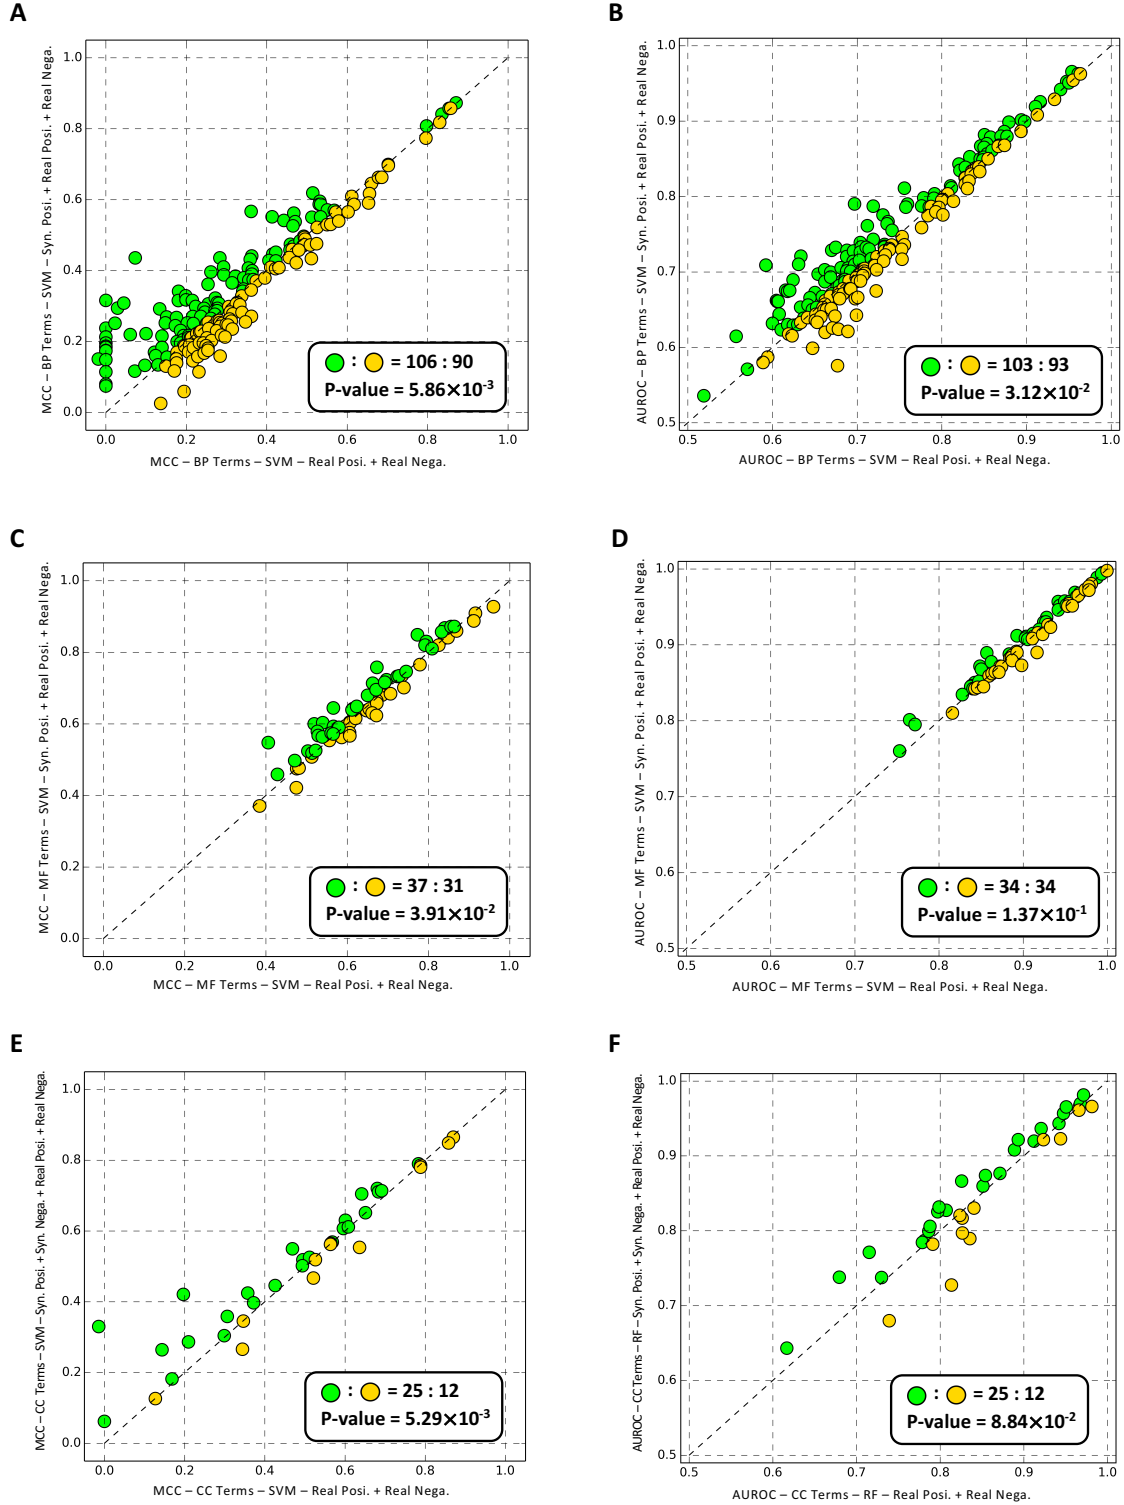 A
MCC – BP Terms – SVM – Syn. Posi. + Real Posi. + Real Nega.
1.0
0.8
0.6
0.4
0.2
0.0
0.0 0.2 0.4 0.6 0.8 1.0
MCC – BP Terms – SVM – Real Posi. + Real Nega.
: = 106 : 90
P-value = 5.86×10⁻³
B
AUROC – BP Terms – SVM – Syn. Posi. + Real Posi. + Real Nega.
1.0
0.9
0.8
0.7
0.6
0.5
0.5 0.6 0.7 0.8 0.9 1.0
AUROC – BP Terms – SVM – Real Posi. + Real Nega.
: = 103 : 93
P-value = 3.12×10⁻²
C
MCC – MF Terms – SVM – Syn. Posi. + Real Posi. + Real Nega.
1.0
0.8
0.6
0.4
0.2
0.0
0.0 0.2 0.4 0.6 0.8 1.0
MCC – MF Terms – SVM – Real Posi. + Real Nega.
: = 37 : 31
P-value = 3.91×10⁻²
D
AUROC – MF Terms – SVM – Syn. Posi. + Real Posi. + Real Nega.
1.0
0.9
0.8
0.7
0.6
0.5
0.5 0.6 0.7 0.8 0.9 1.0
AUROC – MF Terms – SVM – Real Posi. + Real Nega.
: = 34 : 34
P-value = 1.37×10⁻¹
E
MCC – CC Terms – SVM – Syn. Posi. + Syn. Nega. + Real Posi. + Real Nega.
1.0
0.8
0.6
0.4
0.2
0.0
0.0 0.2 0.4 0.6 0.8 1.0
MCC – CC Terms – SVM – Real Posi. + Real Nega.
: = 25 : 12
P-value = 5.29×10⁻³
F
AUROC – CC Terms – RF – Syn. Posi. + Syn. Nega. + Real Posi. + Real Nega.
1.0
0.9
0.8
0.7
0.6
0.5
0.5 0.6 0.7 0.8 0.9 1.0
AUROC – CC Terms – RF – Real Posi. + Real Nega.
: = 25 : 12
P-value = 8.84×10⁻²